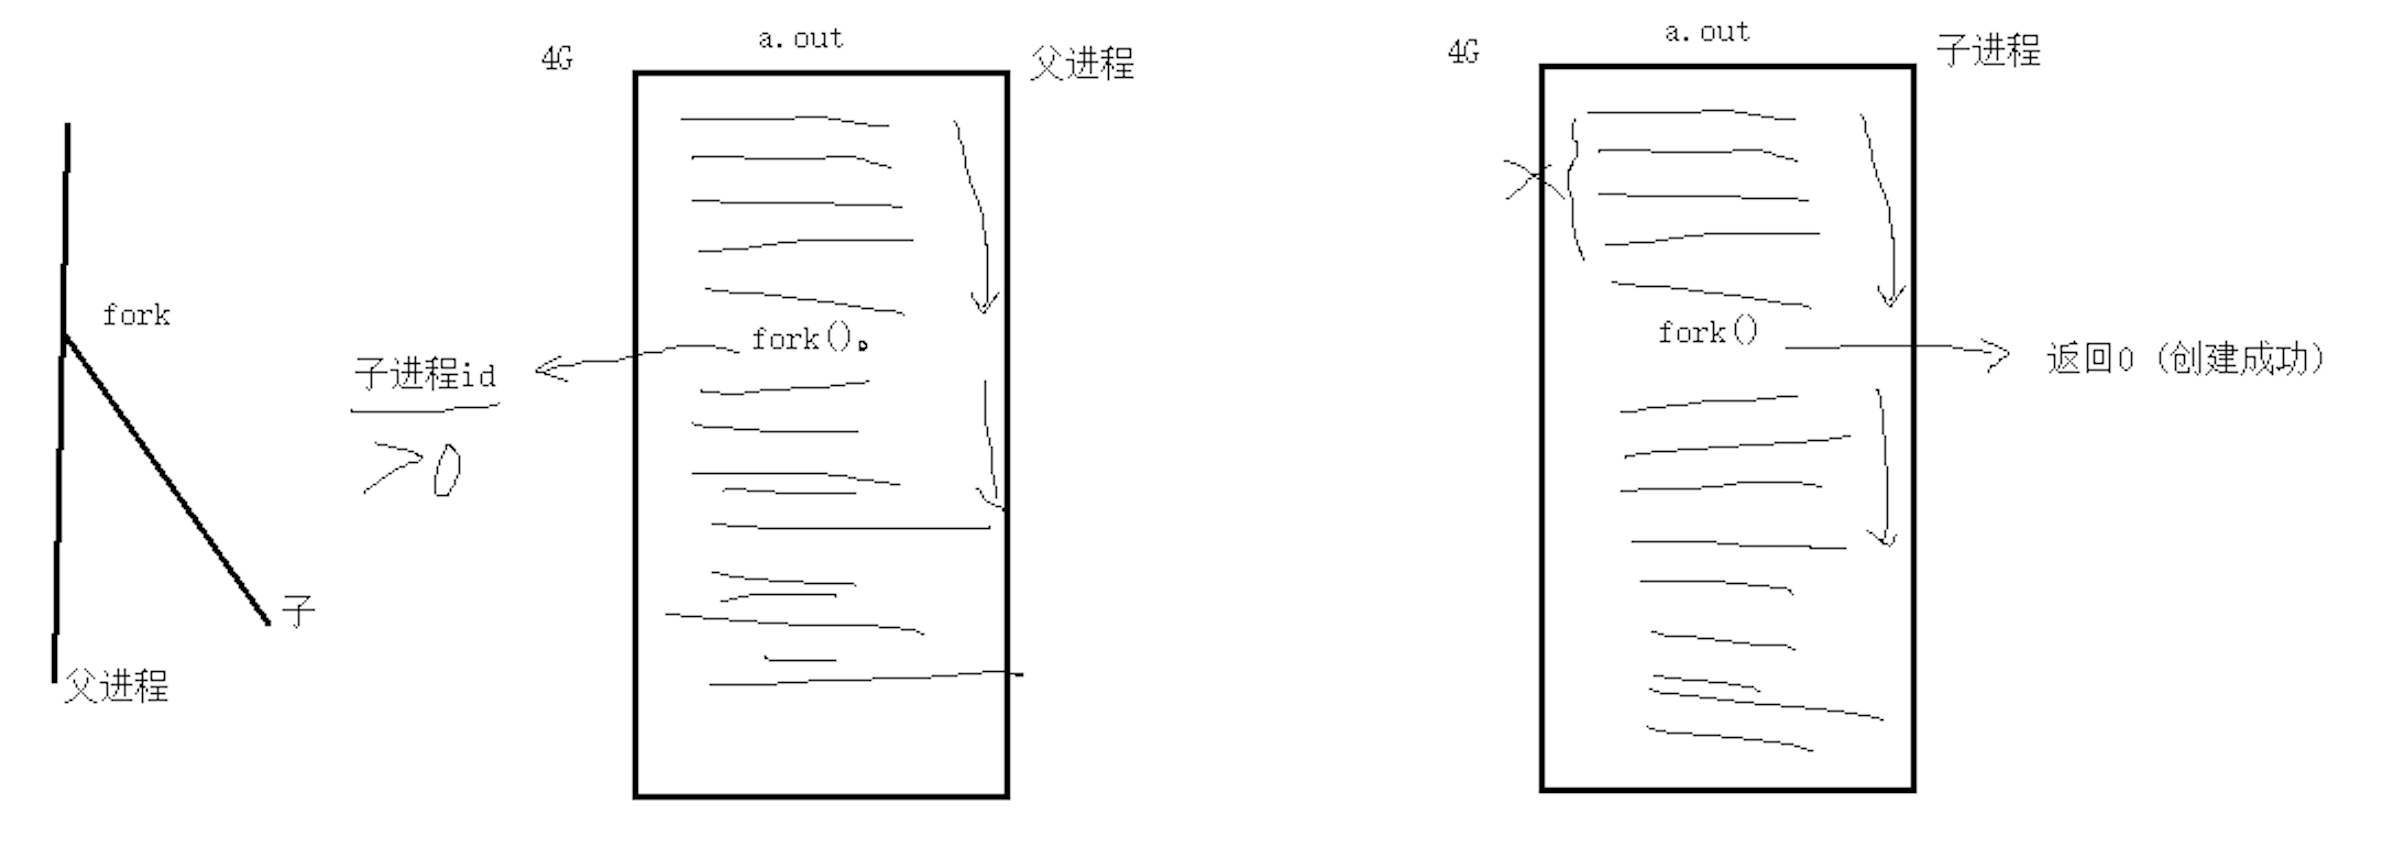 fork
子
父进程
4G
a.out
父进程
fork()。
子进程id
>0
4G
a.out
子进程
fork()
返回0（创建成功）